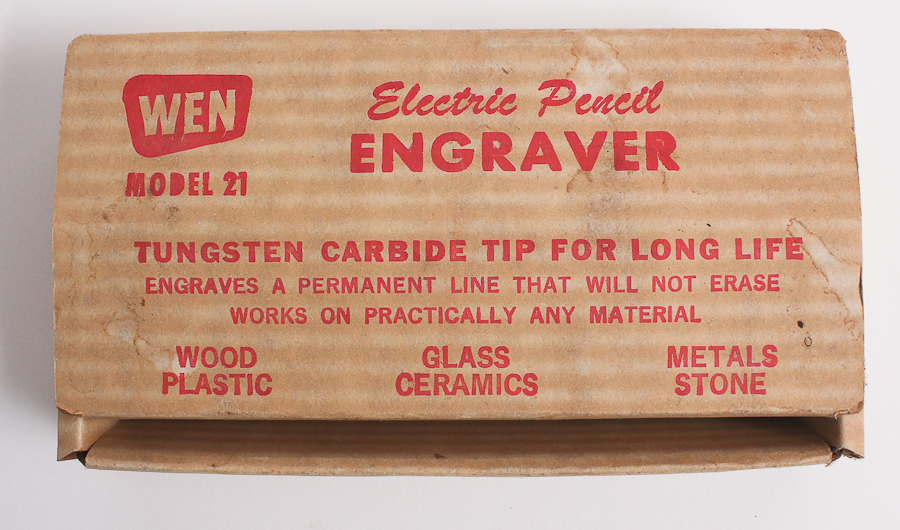 WEN
MODEL 21
Electric Pencil
ENGRAVER
TUNGSTEN CARBIDE TIP FOR LONG LIFE
ENGRAVES A PERMANENT LINE THAT WILL NOT ERASE
WORKS ON PRACTICALLY ANY MATERIAL
WOOD GLASS METALS
PLASTIC CERAMICS STONE